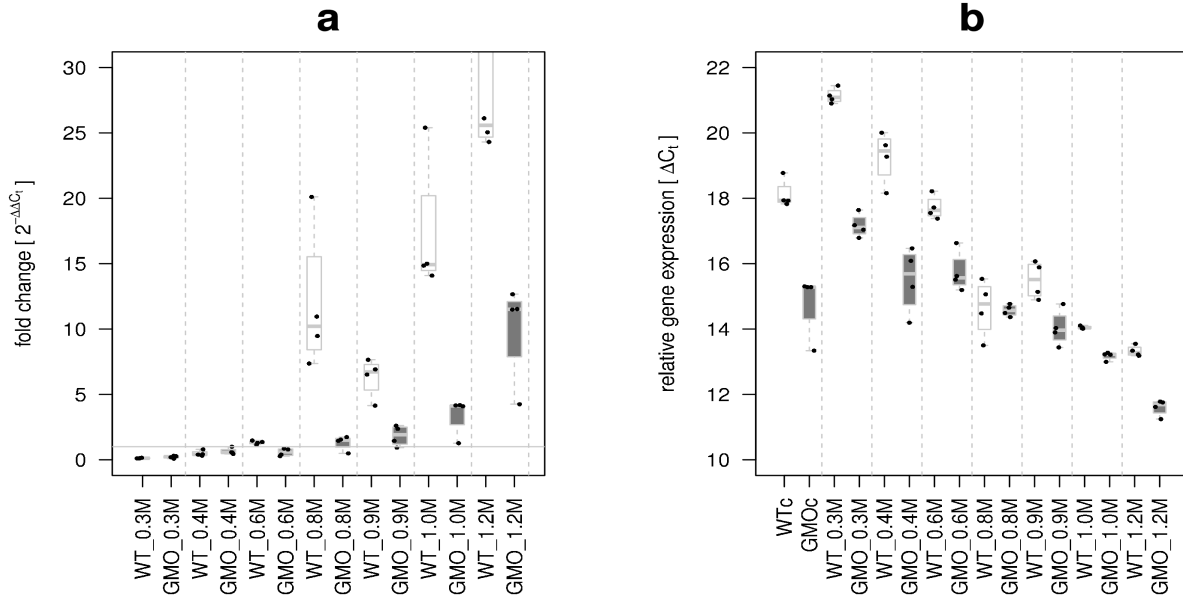 a
fold change [ 2^−ΔΔCt ]
30
25
20
15
10
5
0
WT_0.3M
GMO_0.3M
WT_0.4M
GMO_0.4M
WT_0.6M
GMO_0.6M
WT_0.8M
GMO_0.8M
WT_0.9M
GMO_0.9M
WT_1.0M
GMO_1.0M
WT_1.2M
GMO_1.2M
b
relative gene expression [ ΔCt ]
22
20
18
16
14
12
10
WTc
GMOc
WT_0.3M
GMO_0.3M
WT_0.4M
GMO_0.4M
WT_0.6M
GMO_0.6M
WT_0.8M
GMO_0.8M
WT_0.9M
GMO_0.9M
WT_1.0M
GMO_1.0M
WT_1.2M
GMO_1.2M